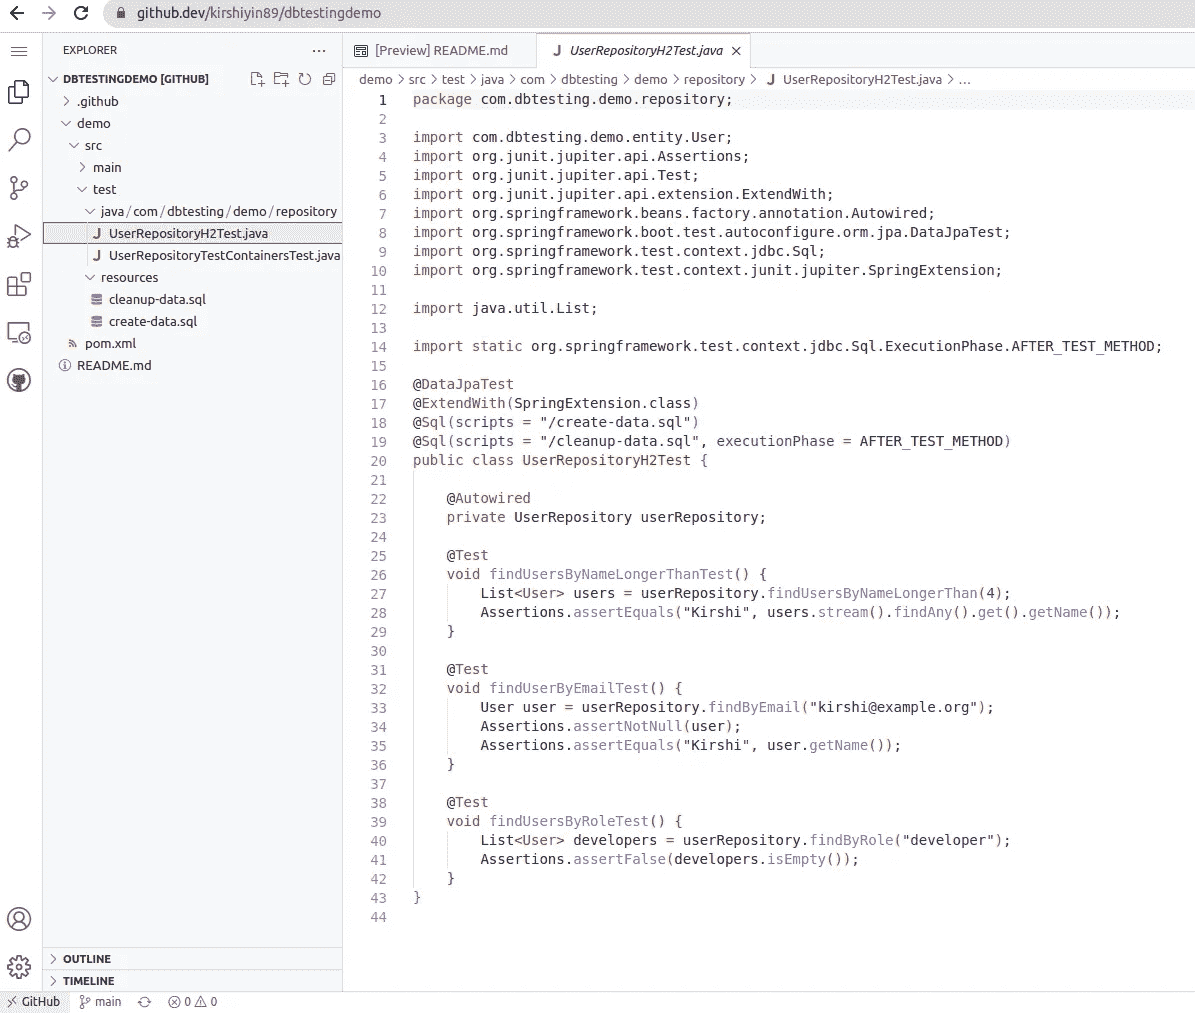 github.dev/kirshiyin89/dbtestingdemo
EXPLORER
DBTESTINGDEMO [GITHUB]
.github
demo
src
main
test
java/com/dbtesting/demo/repository
UserRepositoryH2Test.java
UserRepositoryTestContainersTest.java
resources
cleanup-data.sql
create-data.sql
pom.xml
README.md
OUTLINE
TIMELINE
[Preview] README.md
UserRepositoryH2Test.java
demo > src > test > java > com > dbtesting > demo > repository > J UserRepositoryH2Test.java > ...
1 package com.dbtesting.demo.repository;
2
3 import com.dbtesting.demo.entity.User;
4 import org.junit.jupiter.api.Assertions;
5 import org.junit.jupiter.api.Test;
6 import org.junit.jupiter.api.extension.ExtendWith;
7 import org.springframework.beans.factory.annotation.Autowired;
8 import org.springframework.boot.test.autoconfigure.orm.jpa.DataJpaTest;
9 import org.springframework.test.context.jdbc.Sql;
10 import org.springframework.test.context.junit.jupiter.SpringExtension;
11
12 import java.util.List;
13
14 import static org.springframework.test.context.jdbc.Sql.ExecutionPhase.AFTER_TEST_METHOD;
15
16 @DataJpaTest
17 @ExtendWith(SpringExtension.class)
18 @Sql(scripts = "/create-data.sql")
19 @Sql(scripts = "/cleanup-data.sql", executionPhase = AFTER_TEST_METHOD)
20 public class UserRepositoryH2Test {
21
22     @Autowired
23     private UserRepository userRepository;
24
25     @Test
26     void findUsersByNameLongerThanTest() {
27         List<User> users = userRepository.findUsersByNameLongerThan(4);
28         Assertions.assertEquals("Kirshi", users.stream().findAny().get().getName());
29     }
30
31     @Test
32     void findUserByEmailTest() {
33         User user = userRepository.findByEmail("kirshi@example.org");
34         Assertions.assertNotNull(user);
35         Assertions.assertEquals("Kirshi", user.getName());
36     }
37
38     @Test
39     void findUsersByRoleTest() {
40         List<User> developers = userRepository.findByRole("developer");
41         Assertions.assertFalse(developers.isEmpty());
42     }
43 }
44
GitHub main 0 0